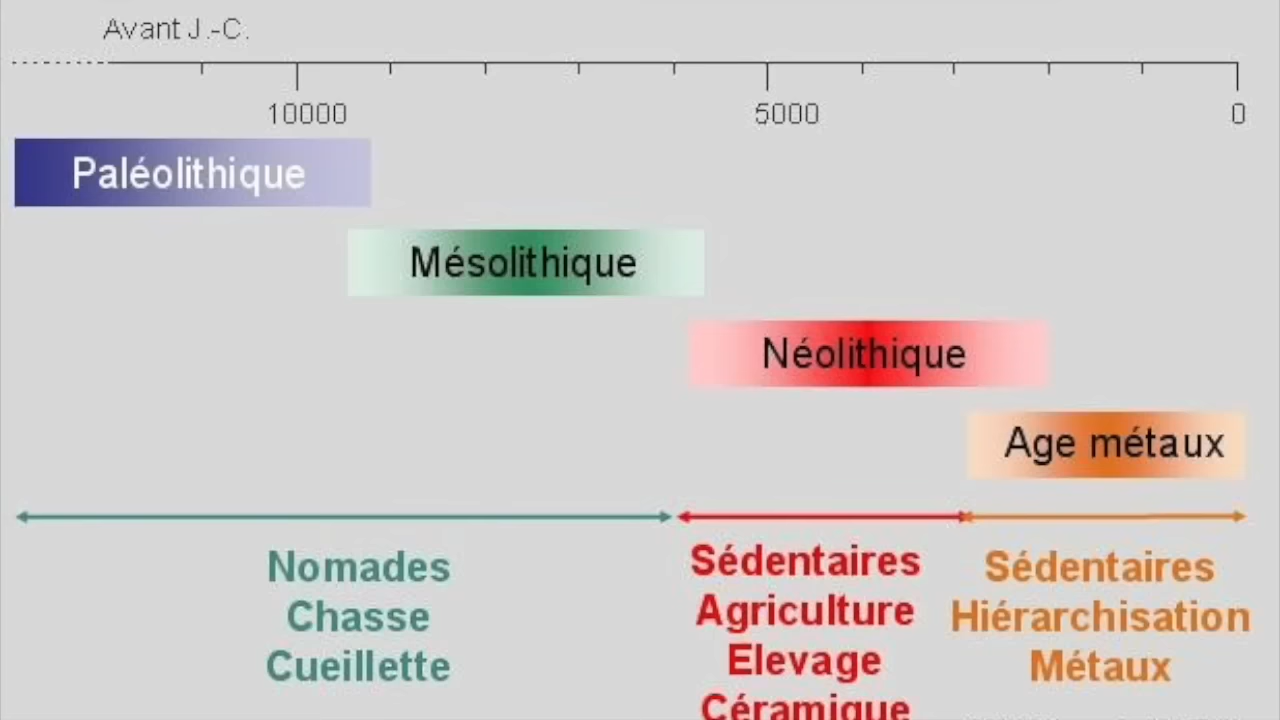 Avant J.-C.
10000 5000 0
Paléolithique
Mésolithique
Néolithique
Age métaux
Nomades
Chasse
Cueillette
Sédentaires
Agriculture
Elevage
Céramique
Sédentaires
Hiérarchisation
Métaux